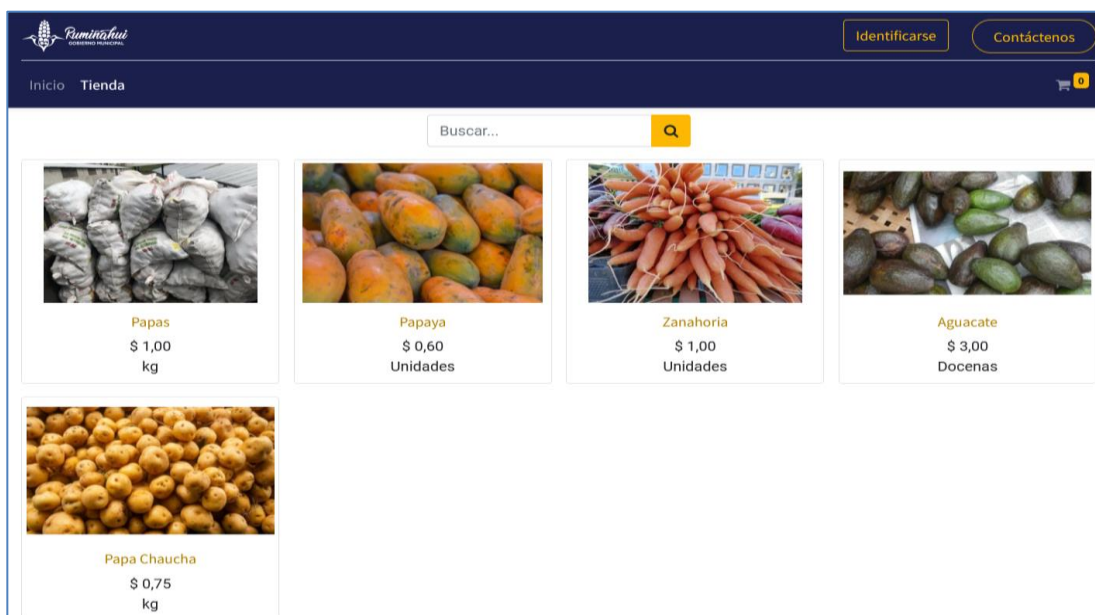 Rumiñahui
GOBIERNO MUNICIPAL
Identificarse
Contáctenos
Inicio Tienda
0
Buscar...
Papas
$ 1,00
kg
Papaya
$ 0,60
Unidades
Zanahoria
$ 1,00
Unidades
Aguacate
$ 3,00
Docenas
Papa Chaucha
$ 0,75
kg